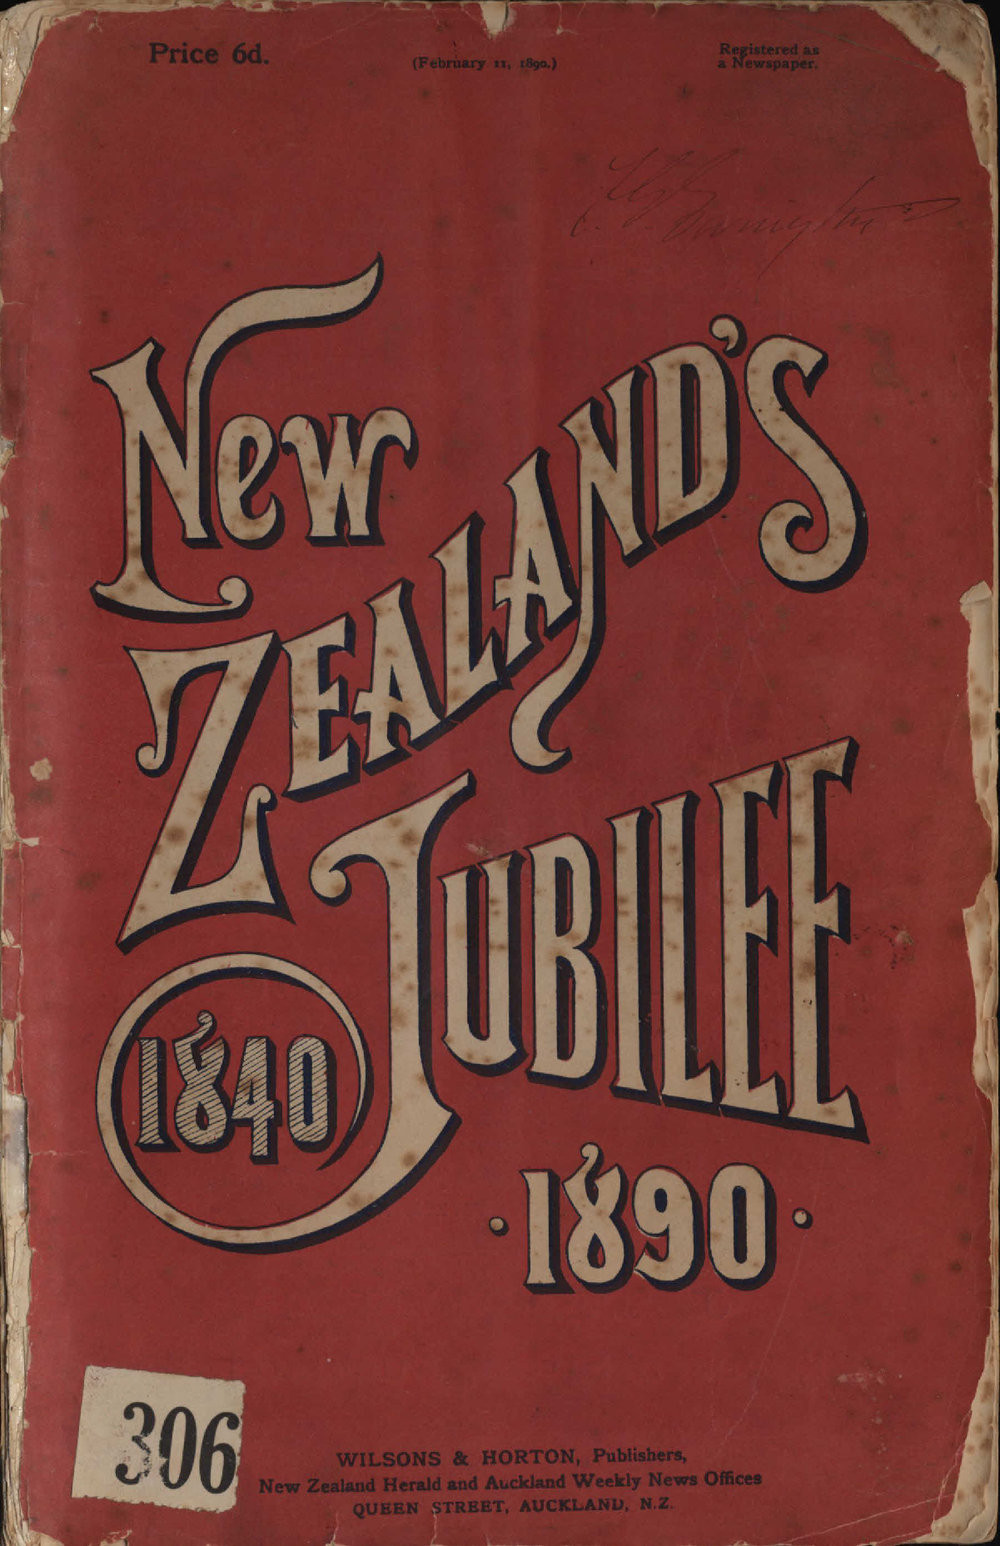 Price 6d.
(February 11, 1890.)
Registered as
a Newspaper.
New
ZEALAND'S
JUBILEE
1840
·1890·
306
WILSONS & HORTON, Publishers,
New Zealand Herald and Auckland Weekly News Offices
QUEEN STREET, AUCKLAND, N.Z.